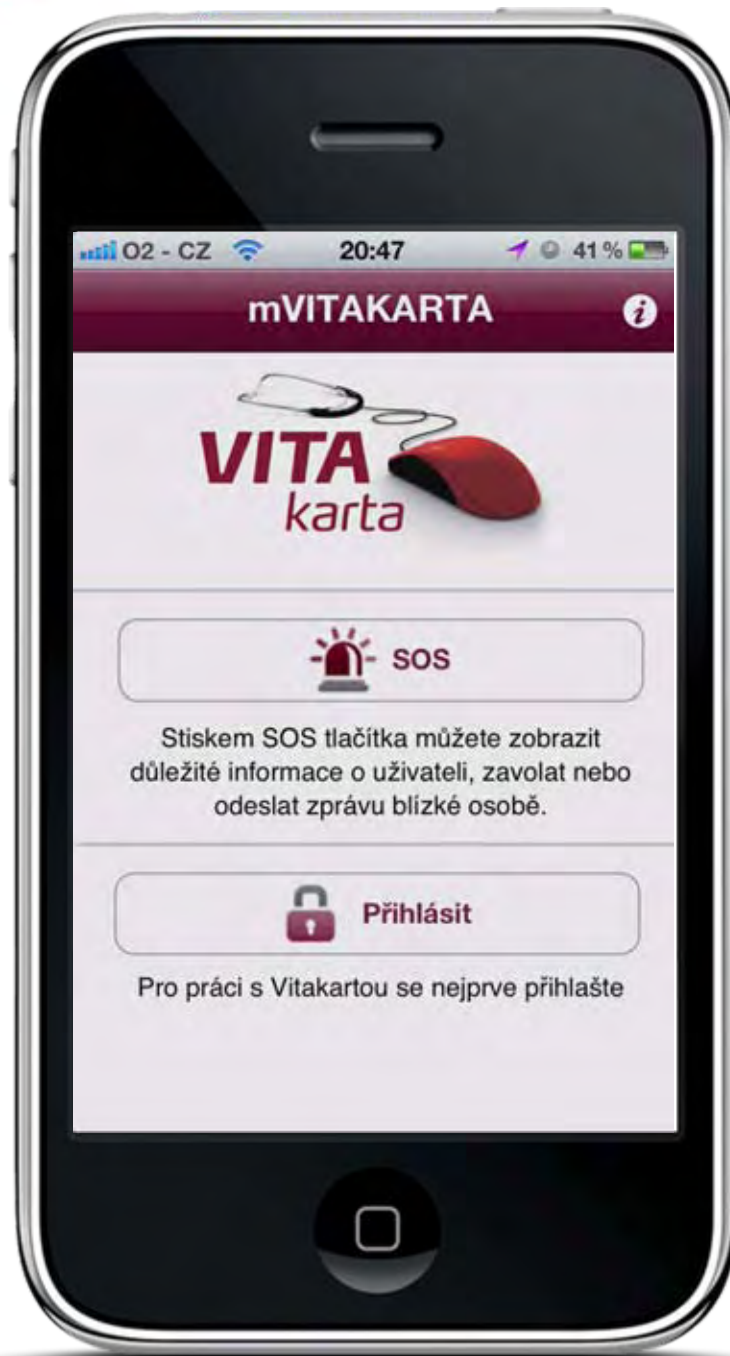 O2 - CZ 20:47 41 %
mVITAKARTA
VITA
karta
SOS
Stiskem SOS tlačítka můžete zobrazit
důležité informace o uživateli, zavolat nebo
odeslat zprávu blízké osobě.
Přihlásit
Pro práci s Vitakartou se nejprve přihlašte